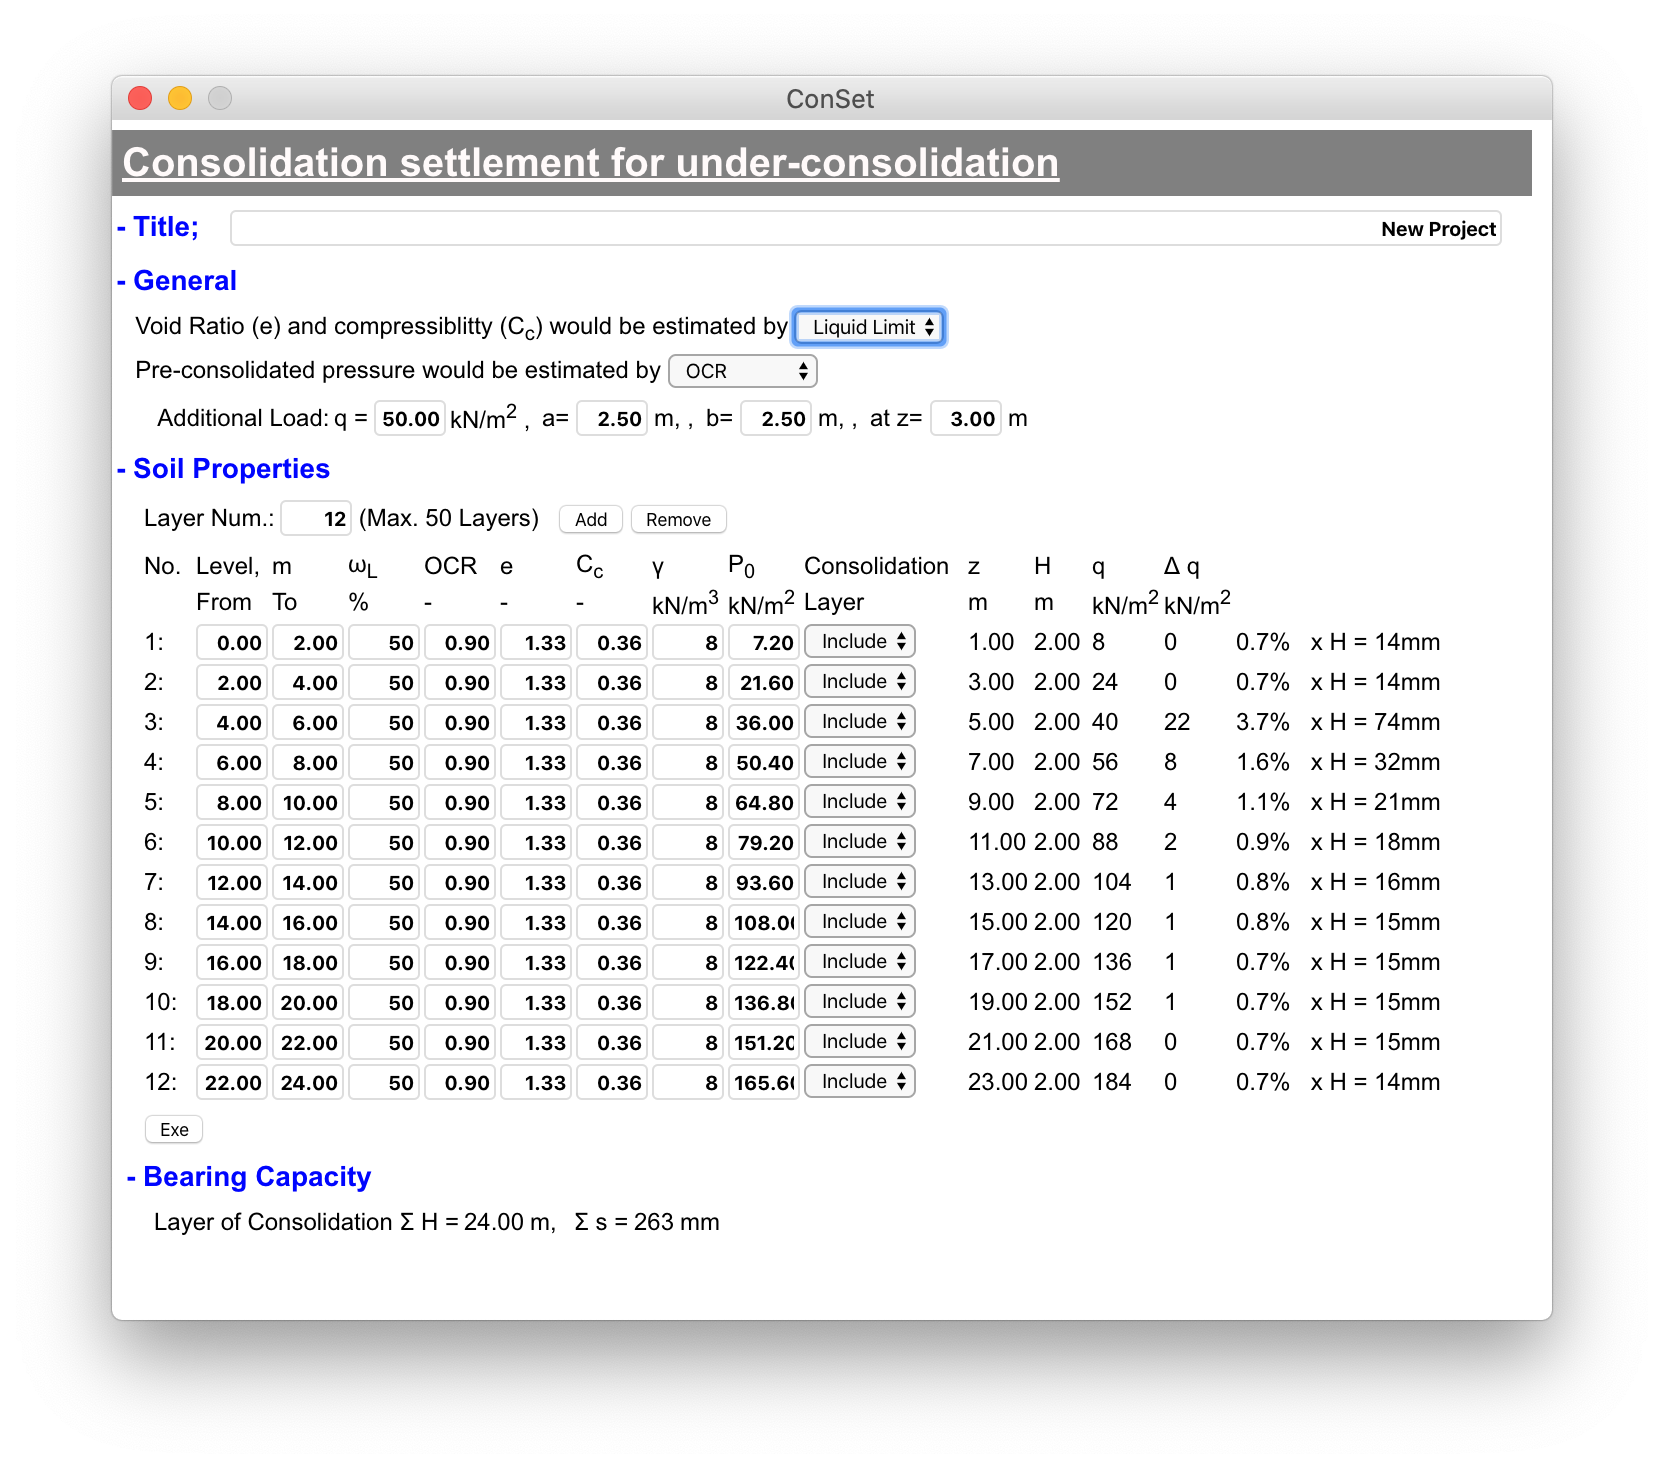 ConSet
Consolidation settlement for under-consolidation
- Title; New Project
- General
Void Ratio (e) and compressiblitty (Cc) would be estimated by Liquid Limit
Pre-consolidated pressure would be estimated by OCR
Additional Load: q = 50.00 kN/m2 , a= 2.50 m, , b= 2.50 m, , at z= 3.00 m
- Soil Properties
Layer Num.: 12 (Max. 50 Layers) Add Remove
No. Level, m ωL OCR e Cc γ P0 Consolidation z H q Δ q
From To % - - - kN/m3 kN/m2 Layer m m kN/m2 kN/m2
1: 0.00 2.00 50 0.90 1.33 0.36 8 7.20 Include 1.00 2.00 8 0 0.7% x H = 14mm
2: 2.00 4.00 50 0.90 1.33 0.36 8 21.60 Include 3.00 2.00 24 0 0.7% x H = 14mm
3: 4.00 6.00 50 0.90 1.33 0.36 8 36.00 Include 5.00 2.00 40 22 3.7% x H = 74mm
4: 6.00 8.00 50 0.90 1.33 0.36 8 50.40 Include 7.00 2.00 56 8 1.6% x H = 32mm
5: 8.00 10.00 50 0.90 1.33 0.36 8 64.80 Include 9.00 2.00 72 4 1.1% x H = 21mm
6: 10.00 12.00 50 0.90 1.33 0.36 8 79.20 Include 11.00 2.00 88 2 0.9% x H = 18mm
7: 12.00 14.00 50 0.90 1.33 0.36 8 93.60 Include 13.00 2.00 104 1 0.8% x H = 16mm
8: 14.00 16.00 50 0.90 1.33 0.36 8 108.00 Include 15.00 2.00 120 1 0.8% x H = 15mm
9: 16.00 18.00 50 0.90 1.33 0.36 8 122.40 Include 17.00 2.00 136 1 0.7% x H = 15mm
10: 18.00 20.00 50 0.90 1.33 0.36 8 136.80 Include 19.00 2.00 152 1 0.7% x H = 15mm
11: 20.00 22.00 50 0.90 1.33 0.36 8 151.20 Include 21.00 2.00 168 0 0.7% x H = 15mm
12: 22.00 24.00 50 0.90 1.33 0.36 8 165.60 Include 23.00 2.00 184 0 0.7% x H = 14mm
Exe
- Bearing Capacity
Layer of Consolidation Σ H = 24.00 m, Σ s = 263 mm